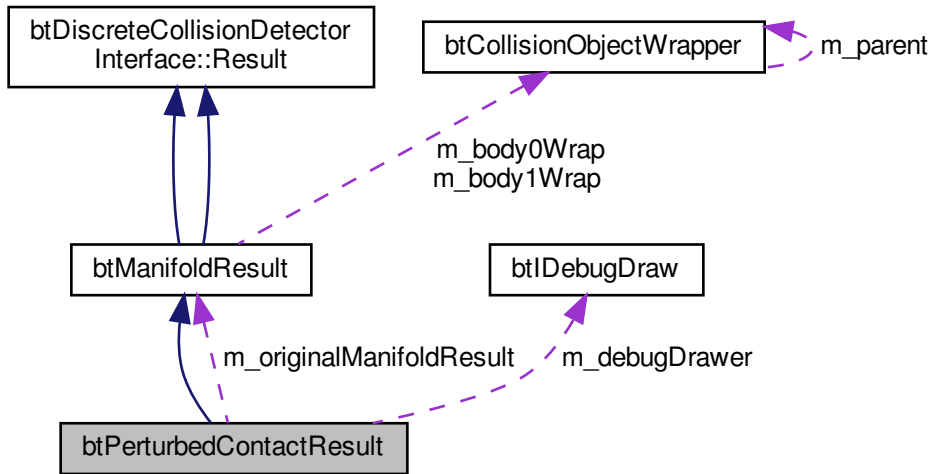 btDiscreteCollisionDetector
Interface::Result
btCollisionObjectWrapper
m_parent
m_body0Wrap
m_body1Wrap
btManifoldResult
btIDebugDraw
m_originalManifoldResult
m_debugDrawer
btPerturbedContactResult